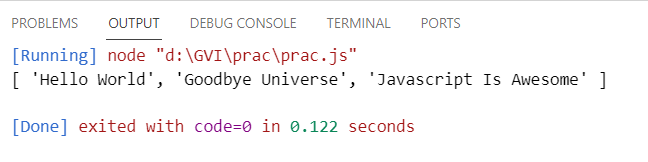 PROBLEMS OUTPUT DEBUG CONSOLE TERMINAL PORTS
[Running] node "d:\GVI\prac\prac.js"
[ 'Hello World', 'Goodbye Universe', 'Javascript Is Awesome' ]
[Done] exited with code=0 in 0.122 seconds